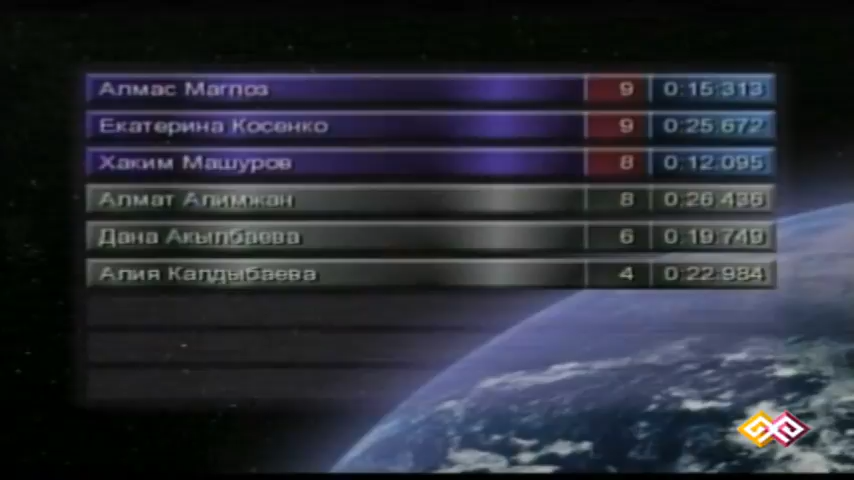 Алмас Маглоз 9 0:15:313
Екатерина Косенко 9 0:25.672
Хаким Машуров 8 0:12.095
Алмат Алимжан 8 0:26.436
Дана Акылбаева 6 0:19.749
Алия Калдыбаева 4 0:22.984